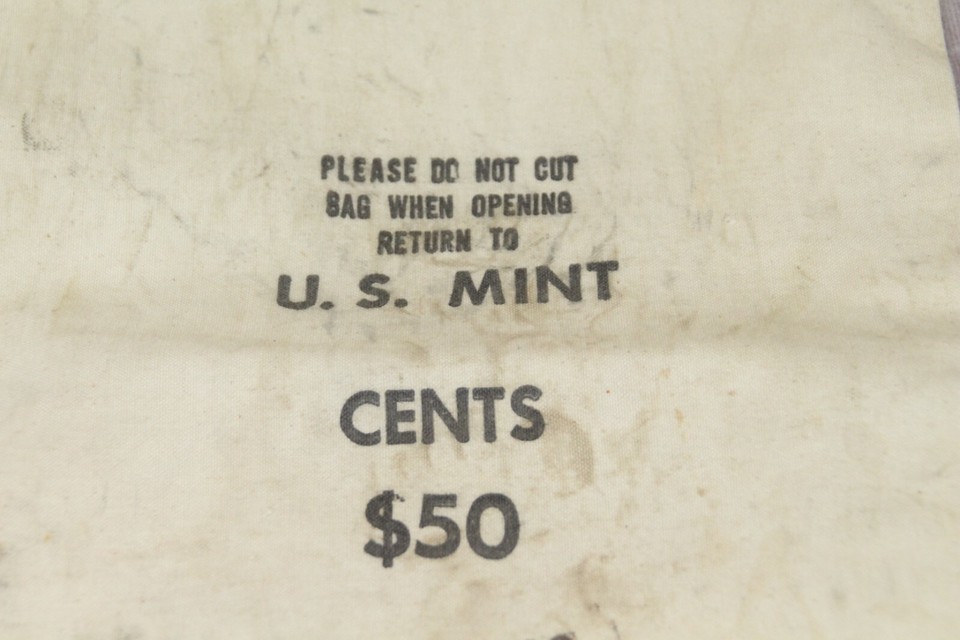 PLEASE DO NOT CUT
BAG WHEN OPENING
RETURN TO
U. S. MINT
CENTS
$50